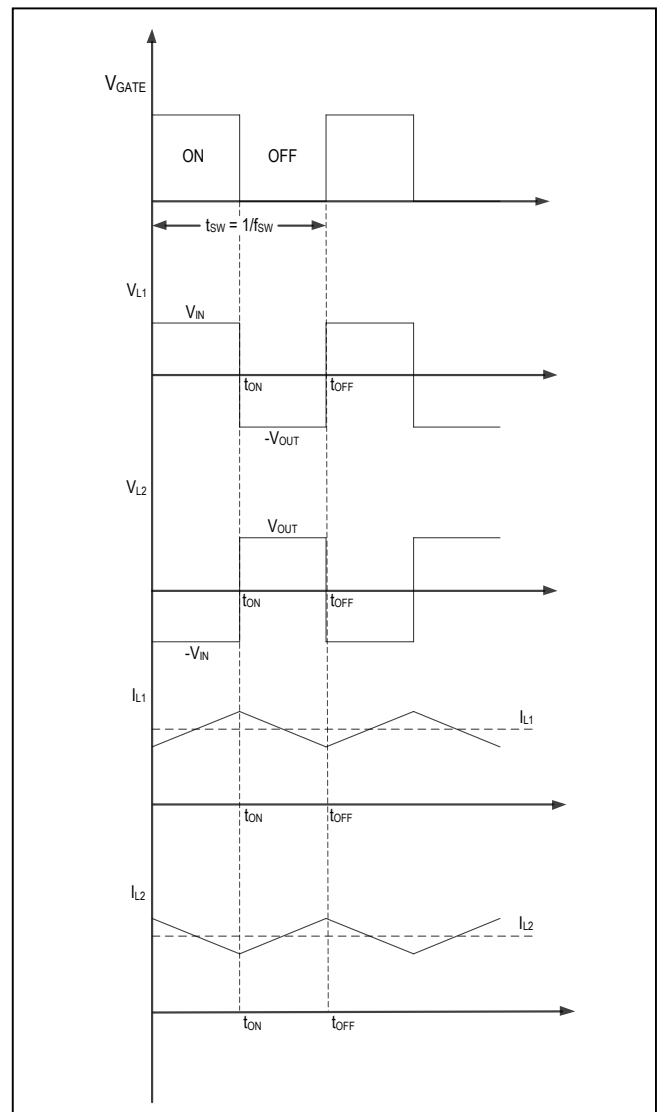 VGATE
ON OFF
tSW = 1/fSW
VL1
VIN
tON tOFF
-VOUT
VL2
VOUT
tON tOFF
-VIN
IL1
IL1
tON tOFF
IL2
IL2
tON tOFF